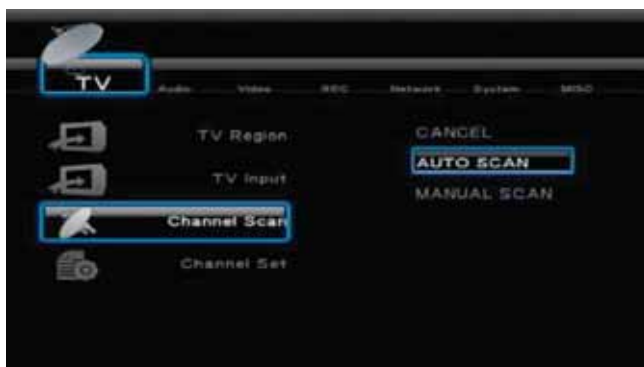 TV Audio Video REC Network System MISC
TV Region
TV Input
Channel Scan
Channel Set
CANCEL
AUTO SCAN
MANUAL SCAN